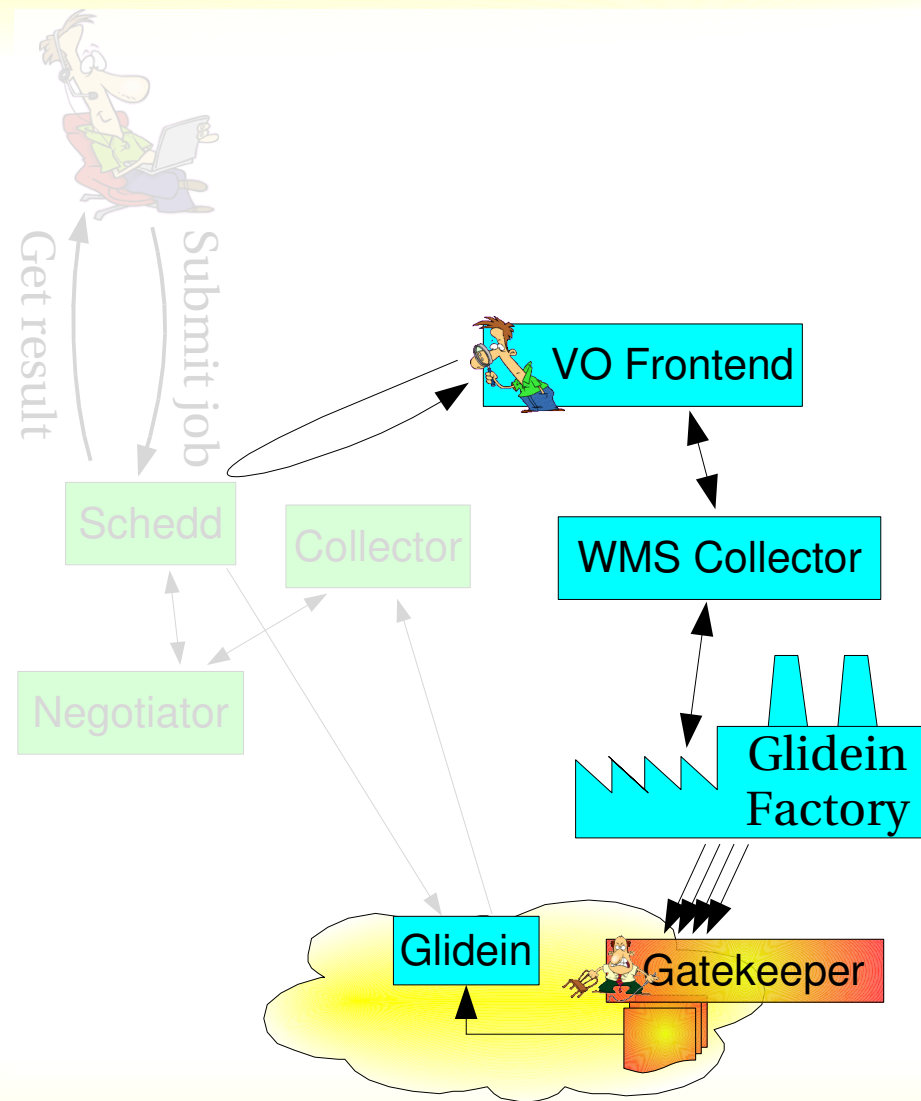 Get result
Submit job
VO Frontend
Schedd
Collector
WMS Collector
Negotiator
Glidein
Factory
Glidein
Gatekeeper